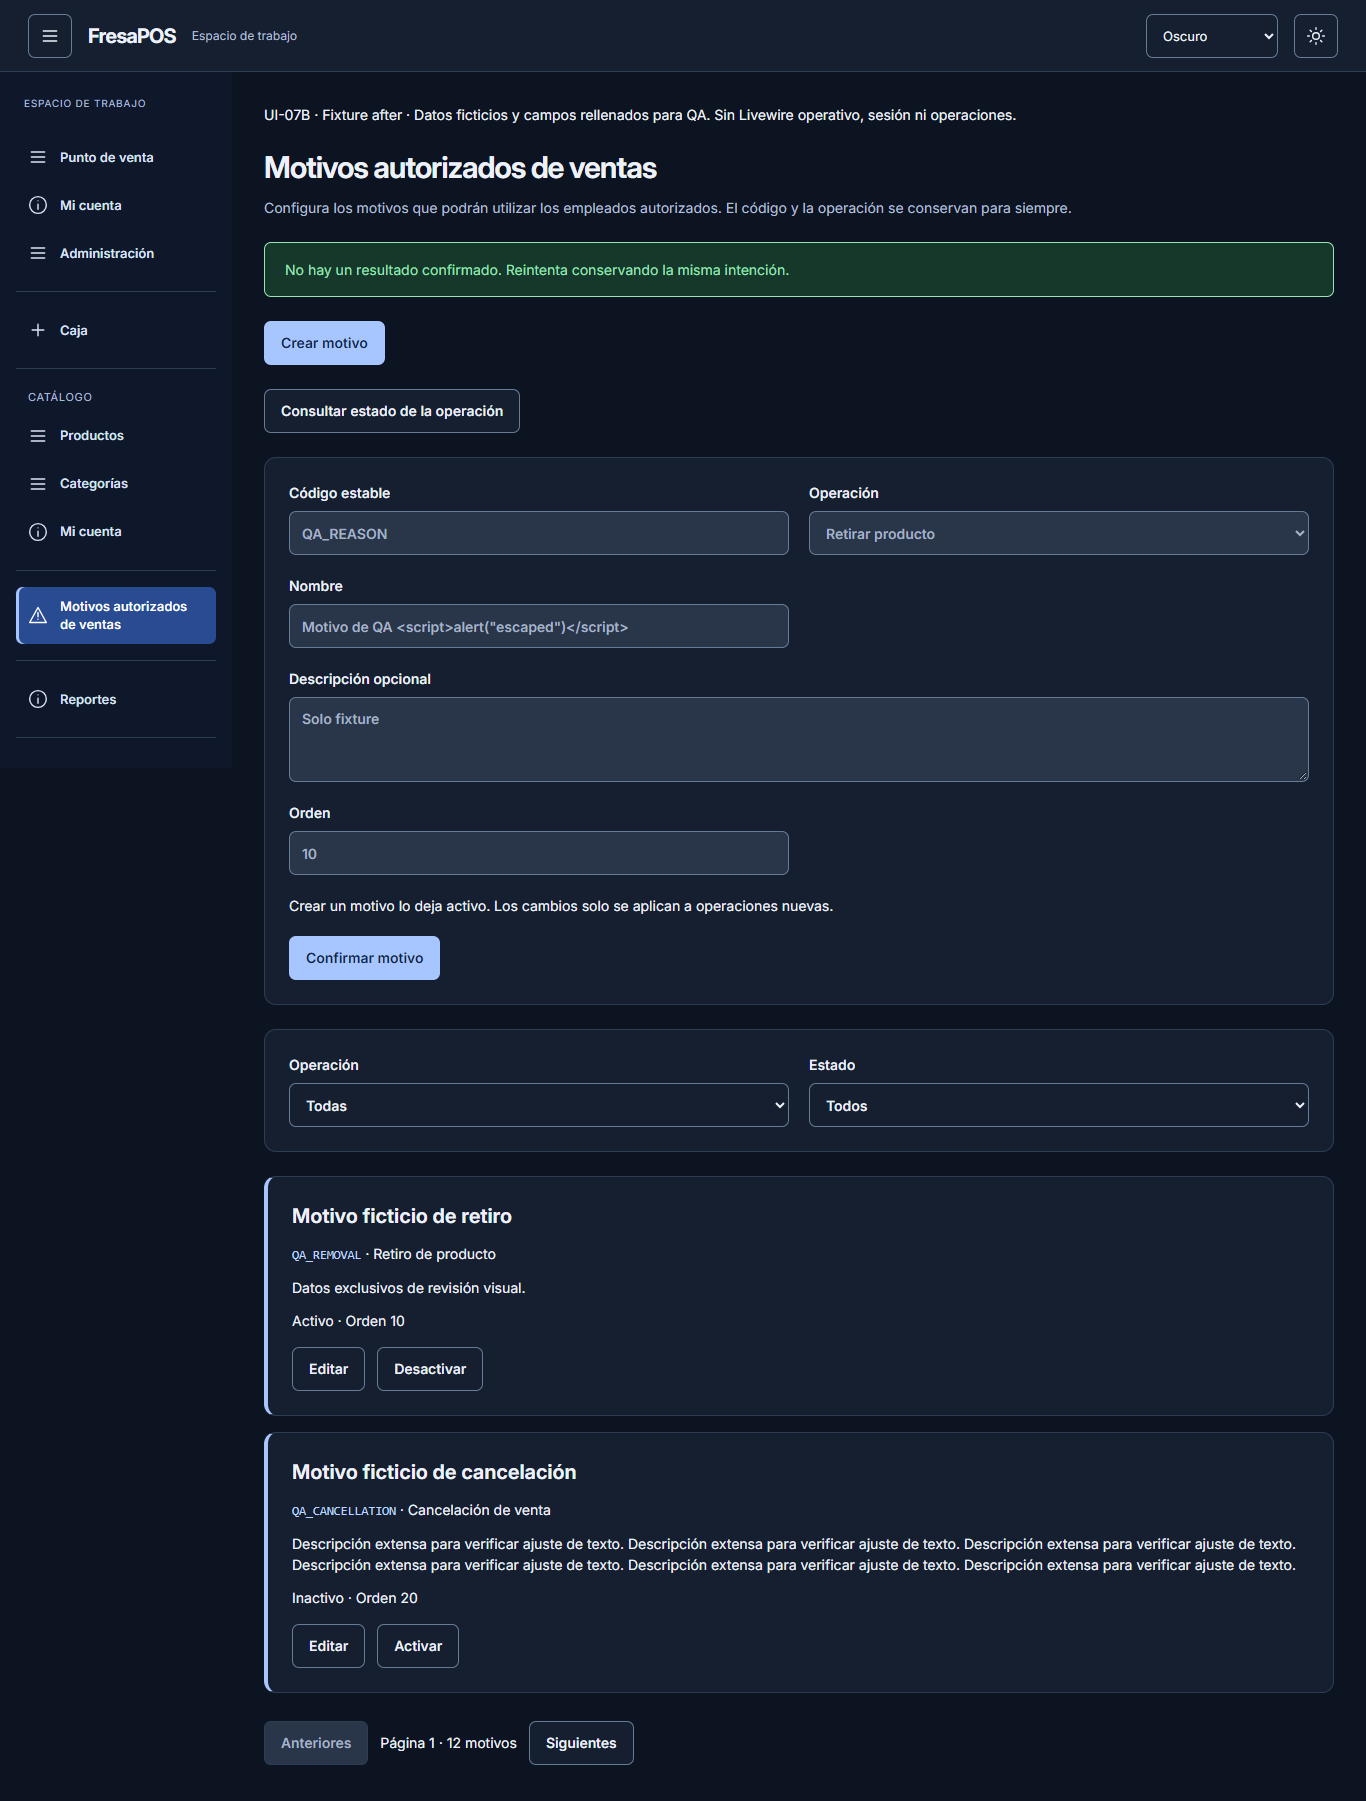 FresaPOS Espacio de trabajo
Oscuro
ESPACIO DE TRABAJO
Punto de venta
Mi cuenta
Administración
Caja
CATÁLOGO
Productos
Categorías
Mi cuenta
Motivos autorizados
de ventas
Reportes
UI-07B · Fixture after · Datos ficticios y campos rellenados para QA. Sin Livewire operativo, sesión ni operaciones.
Motivos autorizados de ventas
Configura los motivos que podrán utilizar los empleados autorizados. El código y la operación se conservan para siempre.
No hay un resultado confirmado. Reintenta conservando la misma intención.
Crear motivo
Consultar estado de la operación
Código estable
QA_REASON
Operación
Retirar producto
Nombre
Motivo de QA <script>alert("escaped")</script>
Descripción opcional
Solo fixture
Orden
10
Crear un motivo lo deja activo. Los cambios solo se aplican a operaciones nuevas.
Confirmar motivo
Operación
Todas
Estado
Todos
Motivo ficticio de retiro
QA_REMOVAL · Retiro de producto
Datos exclusivos de revisión visual.
Activo · Orden 10
Editar Desactivar
Motivo ficticio de cancelación
QA_CANCELLATION · Cancelación de venta
Descripción extensa para verificar ajuste de texto. Descripción extensa para verificar ajuste de texto. Descripción extensa para verificar ajuste de texto.
Descripción extensa para verificar ajuste de texto. Descripción extensa para verificar ajuste de texto. Descripción extensa para verificar ajuste de texto.
Inactivo · Orden 20
Editar Activar
Anteriores Página 1 · 12 motivos Siguientes